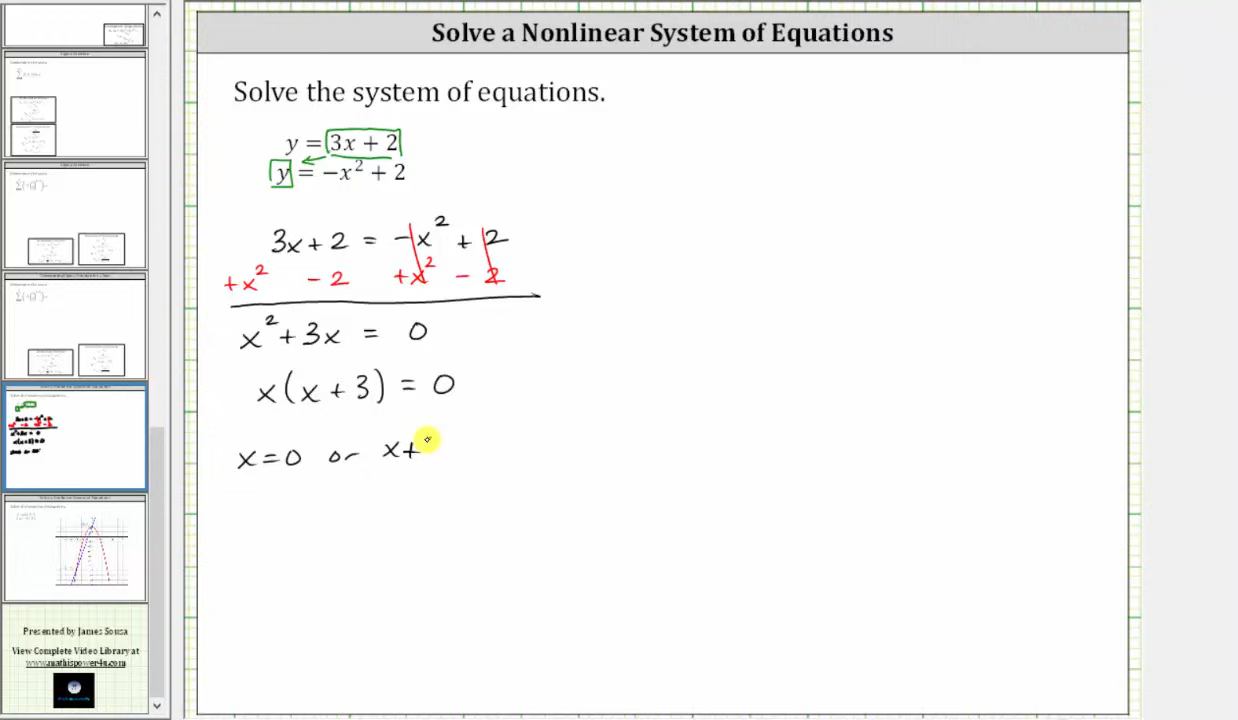 Solve a Nonlinear System of Equations
Solve the system of equations.
y = 3x + 2
y = −x² + 2
3x + 2 = −x² + 2
+x² − 2 +x² − 2
x² + 3x = 0
x(x + 3) = 0
x = 0 or x +
Presented by James Sousa
View Complete Video Library at
www.mathispower4u.com